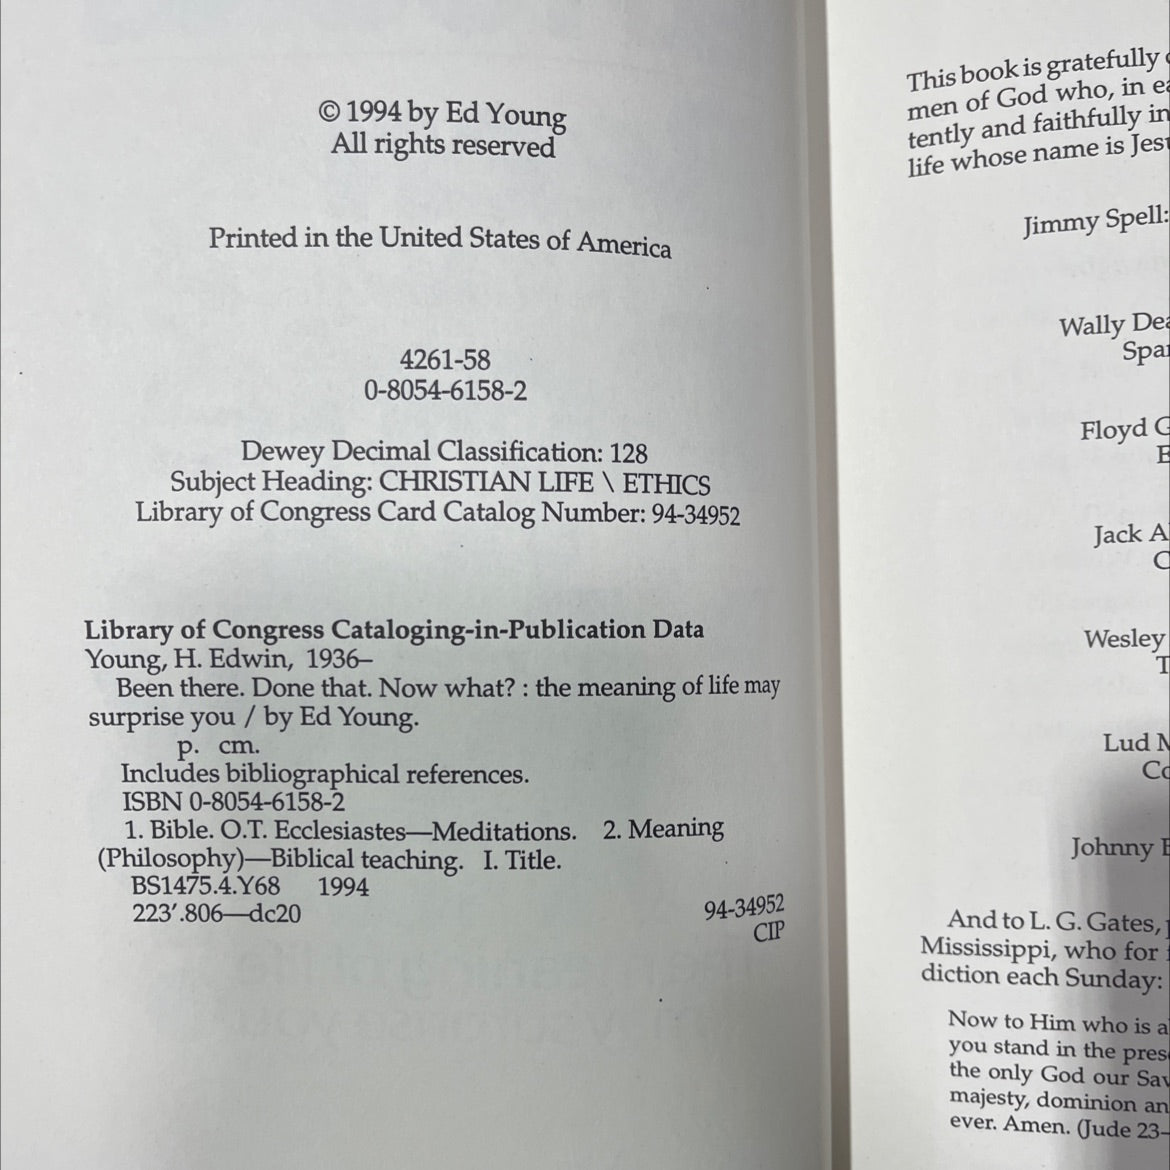 © 1994 by Ed Young
All rights reserved
Printed in the United States of America
4261-58
0-8054-6158-2
Dewey Decimal Classification: 128
Subject Heading: CHRISTIAN LIFE \ ETHICS
Library of Congress Card Catalog Number: 94-34952
Library of Congress Cataloging-in-Publication Data
Young, H. Edwin, 1936–
Been there. Done that. Now what? : the meaning of life may
surprise you / by Ed Young.
p. cm.
Includes bibliographical references.
ISBN 0-8054-6158-2
1. Bible. O.T. Ecclesiastes—Meditations. 2. Meaning
(Philosophy)—Biblical teaching. I. Title.
BS1475.4.Y68 1994
223′.806—dc20
94-34952
CIP
This book is gratefully
men of God who, in
tently and faithfully in
life whose name is
Jimmy Spell:
Wally
Floyd
Jack
Wesley
Lud
Johnny
And to L. G. Gates,
Mississippi, who for
diction each Sunday:
Now to Him who is
you stand in the
the only God our
majesty, dominion
ever. Amen. (Jude 23–